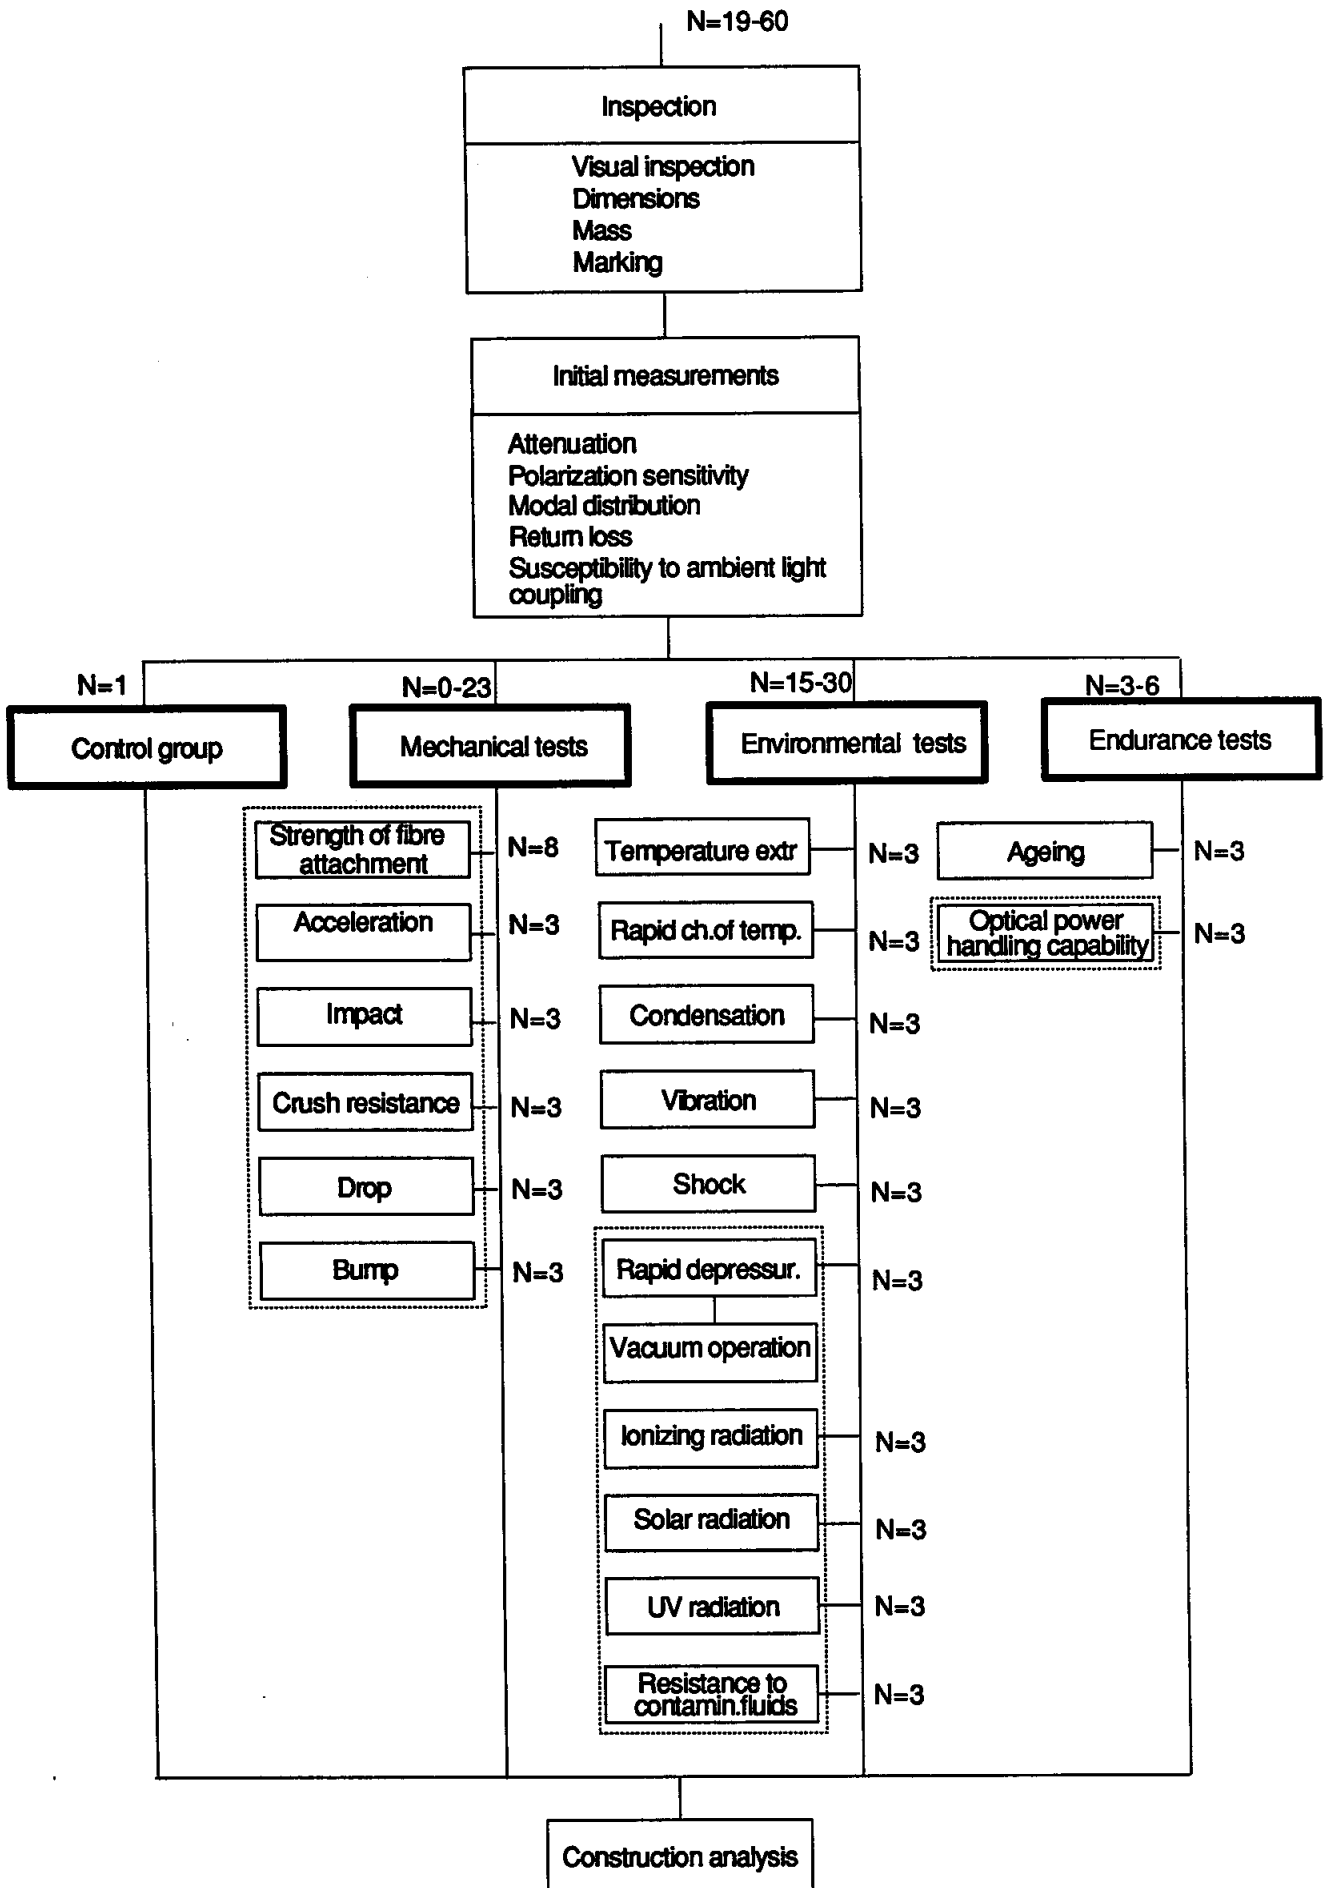 N=19-60
Inspection
Visual inspection
Dimensions
Mass
Marking
Initial measurements
Attenuation
Polarization sensitivity
Modal distribution
Return loss
Susceptibility to ambient light
coupling
N=1
N=0-23
N=15-30
N=3-6
Control group
Mechanical tests
Environmental tests
Endurance tests
Strength of fibre
attachment
N=8
Acceleration
N=3
Impact
N=3
Crush resistance
N=3
Drop
N=3
Bump
N=3
Temperature extr
N=3
Rapid ch.of temp.
N=3
Condensation
N=3
Vibration
N=3
Shock
N=3
Rapid depressur.
N=3
Vacuum operation
Ionizing radiation
N=3
Solar radiation
N=3
UV radiation
N=3
Resistance to
contamin.fluids
N=3
Ageing
N=3
Optical power
handling capability
N=3
Construction analysis